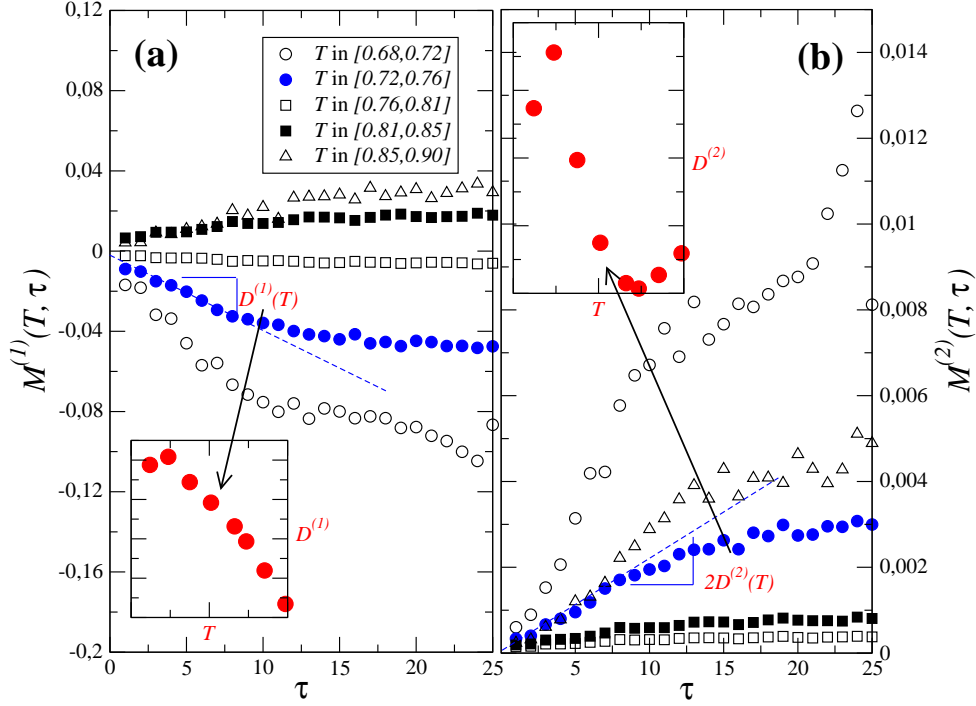 (a)
T in [0.68,0.72]
T in [0.72,0.76]
T in [0.76,0.81]
T in [0.81,0.85]
T in [0.85,0.90]
0,12
0,08
0,04
0
-0,04
-0,08
-0,12
-0,16
-0,2
M^(1)(T, τ)
D^(1)(T)
D^(1)
T
0 5 10 15 20 25
τ
(b)
D^(2)
T
2D^(2)(T)
5 10 15 20 25
τ
0,014
0,012
0,01
0,008
0,006
0,004
0,002
0
M^(2)(T, τ)